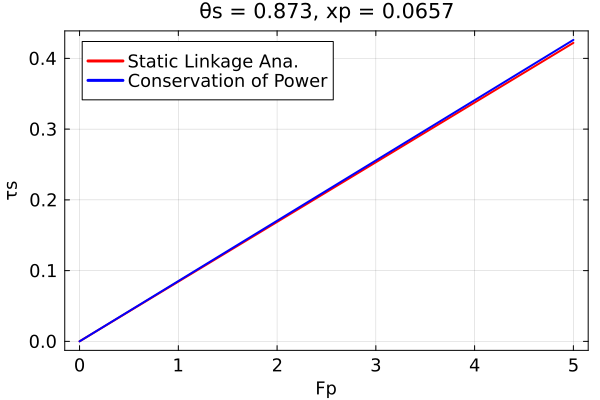 θs = 0.873, xp = 0.0657
Static Linkage Ana.
Conservation of Power
0.4
0.3
0.2
0.1
0.0
τs
0 1 2 3 4 5
Fp